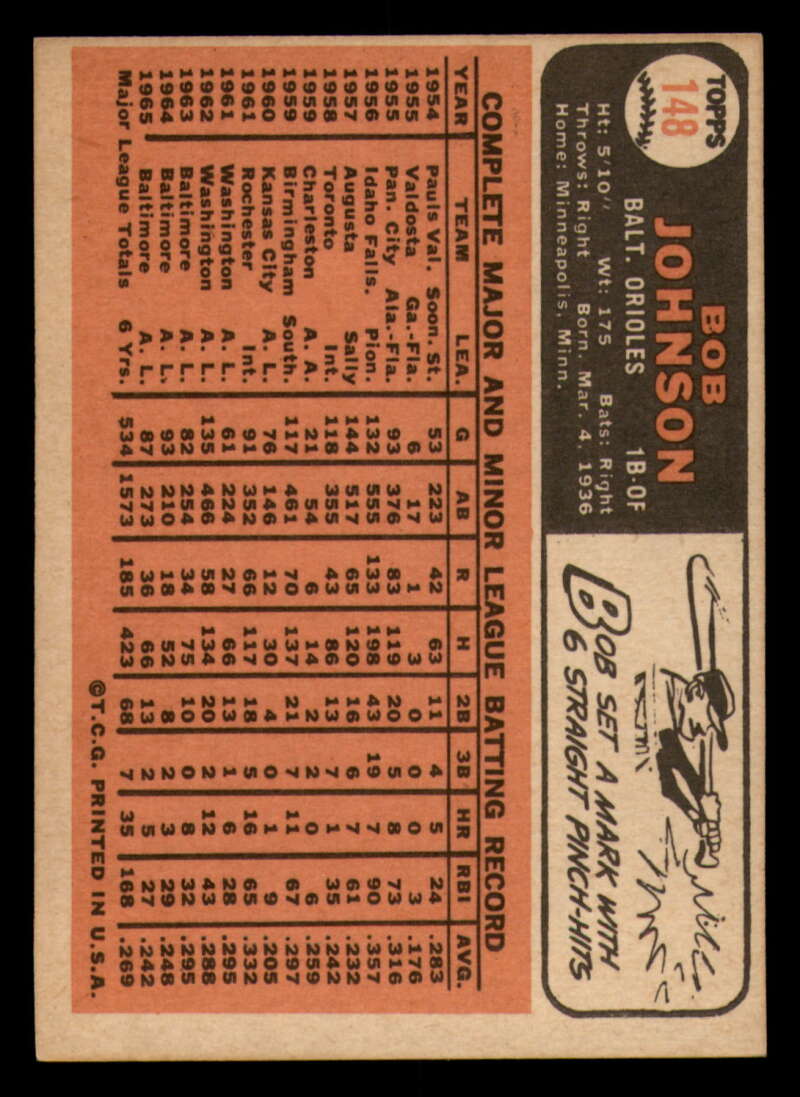 TOPPS
148
BOB
JOHNSON
BALT. ORIOLES 1B-OF
Ht: 5'10" Wt: 175 Bats: Right
Throws: Right Born: Mar. 4, 1936
Home: Minneapolis, Minn.
BOB SET A MARK WITH
6 STRAIGHT PINCH-HITS
COMPLETE MAJOR AND MINOR LEAGUE BATTING RECORD
YEAR TEAM LEA. G AB R H 2B 3B HR RBI AVG.
1954 Pauls Val. Soon. St. 53 223 42 63 11 4 5 24 .283
1955 Valdosta Ga.-Fla. 6 17 1 3 0 0 0 3 .176
1955 Pan. City Ala.-Fla. 93 376 83 119 20 5 8 73 .316
1956 Idaho Falls. Pion. 132 555 133 198 43 19 7 90 .357
1957 Augusta Sally 144 517 65 120 16 6 7 61 .232
1958 Toronto Int. 118 355 43 86 13 7 1 35 .242
1959 Charleston A. A. 21 54 6 14 2 2 0 6 .259
1959 Birmingham South. 117 461 70 137 21 7 11 67 .297
1960 Kansas City A. L. 76 146 12 30 4 0 1 9 .205
1961 Rochester Int. 91 352 66 117 18 5 16 65 .332
1961 Washington A. L. 61 224 27 66 13 1 6 28 .295
1962 Washington A. L. 135 466 58 134 20 2 12 43 .288
1963 Baltimore A. L. 82 254 34 75 10 0 8 32 .295
1964 Baltimore A. L. 93 210 18 52 8 2 3 29 .248
1965 Baltimore A. L. 87 273 36 66 13 2 5 27 .242
Major League Totals 6 Yrs. 534 1573 185 423 68 7 35 168 .269
©T.C.G. PRINTED IN U.S.A.